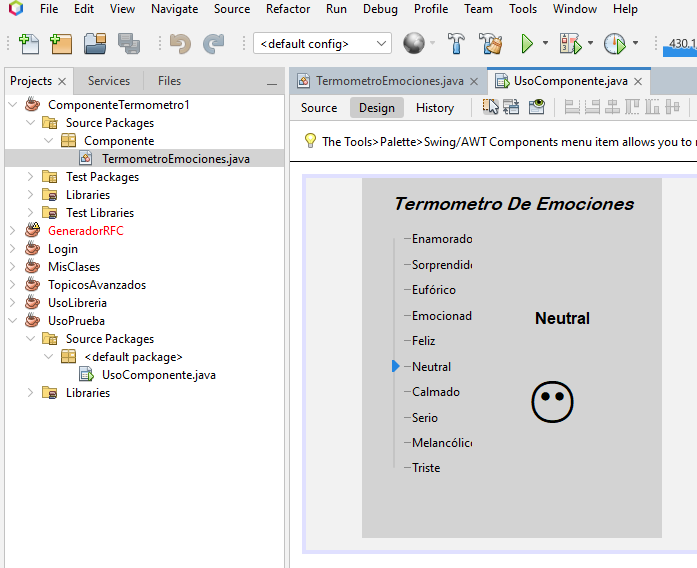 File Edit View Navigate Source Refactor Run Debug Profile Team Tools Window Help
<default config>
430,1
Projects Services Files
TermometroEmociones.java UsoComponente.java
Source Design History
The Tools>Palette>Swing/AWT Components menu item allows you to
ComponenteTermometro1
Source Packages
Componente
TermometroEmociones.java
Test Packages
Libraries
Test Libraries
GeneradorRFC
Login
MisClases
TopicosAvanzados
UsoLibreria
UsoPrueba
Source Packages
<default package>
UsoComponente.java
Libraries
Termometro De Emociones
Enamorado
Sorprendido
Eufórico
Emocionad
Feliz
Neutral
Calmado
Serio
Melancólico
Triste
Neutral